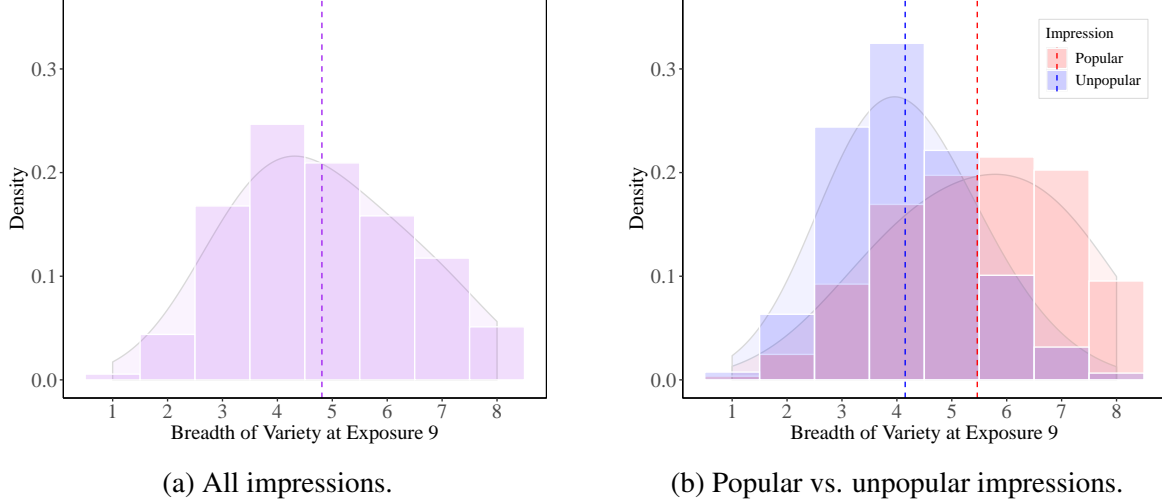 0.3
0.2
0.1
0.0
Density
1 2 3 4 5 6 7 8
Breadth of Variety at Exposure 9
(a) All impressions.
0.3
0.2
0.1
0.0
Density
Impression
Popular
Unpopular
1 2 3 4 5 6 7 8
Breadth of Variety at Exposure 9
(b) Popular vs. unpopular impressions.